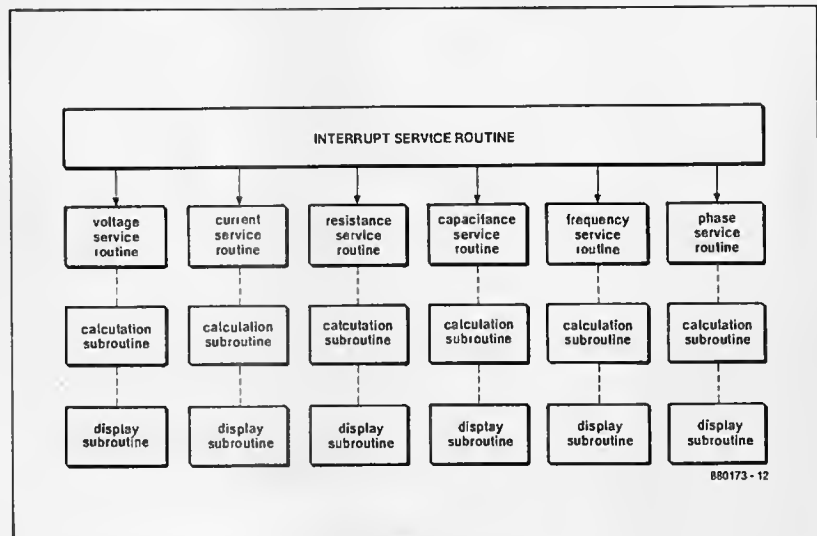 INTERRUPT SERVICE ROUTINE
voltage
service
routine
current
service
routine
resistance
service
routine
capacitance
service
routine
frequency
service
routine
phase
service
routine
calculation
subroutine
calculation
subroutine
calculation
subroutine
calculation
subroutine
calculation
subroutine
calculation
subroutine
display
subroutine
display
subroutine
display
subroutine
display
subroutine
display
subroutine
display
subroutine
880173 - 12